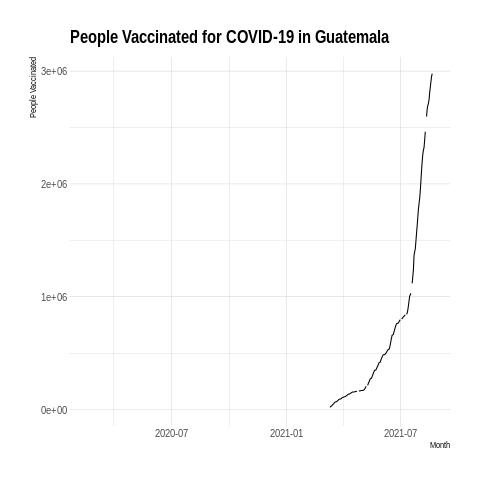 People Vaccinated for COVID-19 in Guatemala
People Vaccinated
3e+06
2e+06
1e+06
0e+00
2020-07 2021-01 2021-07
Month